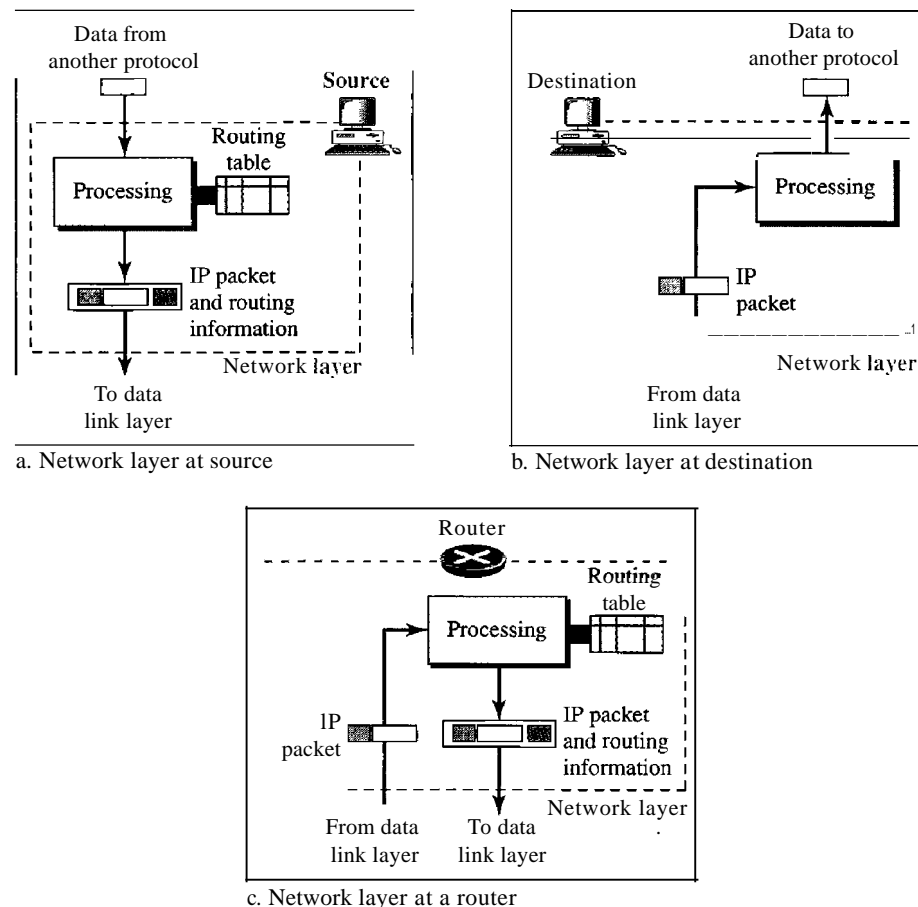 Data from
another protocol
Source
Routing
table
Processing
IP packet
and routing
information
Network layer
To data
link layer
a. Network layer at source
Data to
another protocol
Destination
Processing
IP
packet
Network layer
From data
link layer
b. Network layer at destination
Router
Routing
table
Processing
1P
packet
IP packet
and routing
information
Network layer
From data
link layer
To data
link layer
c. Network layer at a router